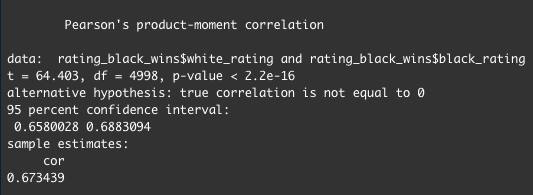 Pearson's product-moment correlation
data:  rating_black_wins$white_rating and rating_black_wins$black_rating
t = 64.403, df = 4998, p-value < 2.2e-16
alternative hypothesis: true correlation is not equal to 0
95 percent confidence interval:
 0.6580028 0.6883094
sample estimates:
     cor
0.673439